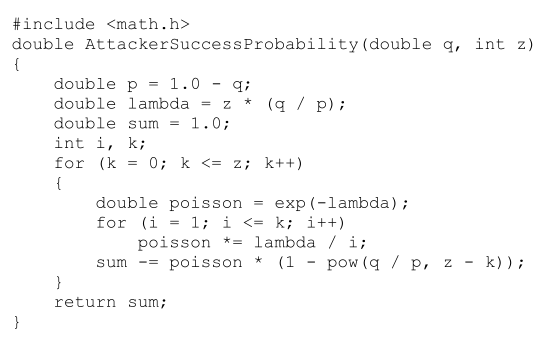 #include <math.h>
double AttackerSuccessProbability(double q, int z)
{
    double p = 1.0 - q;
    double lambda = z * (q / p);
    double sum = 1.0;
    int i, k;
    for (k = 0; k <= z; k++)
    {
        double poisson = exp(-lambda);
        for (i = 1; i <= k; i++)
            poisson *= lambda / i;
        sum -= poisson * (1 - pow(q / p, z - k));
    }
    return sum;
}